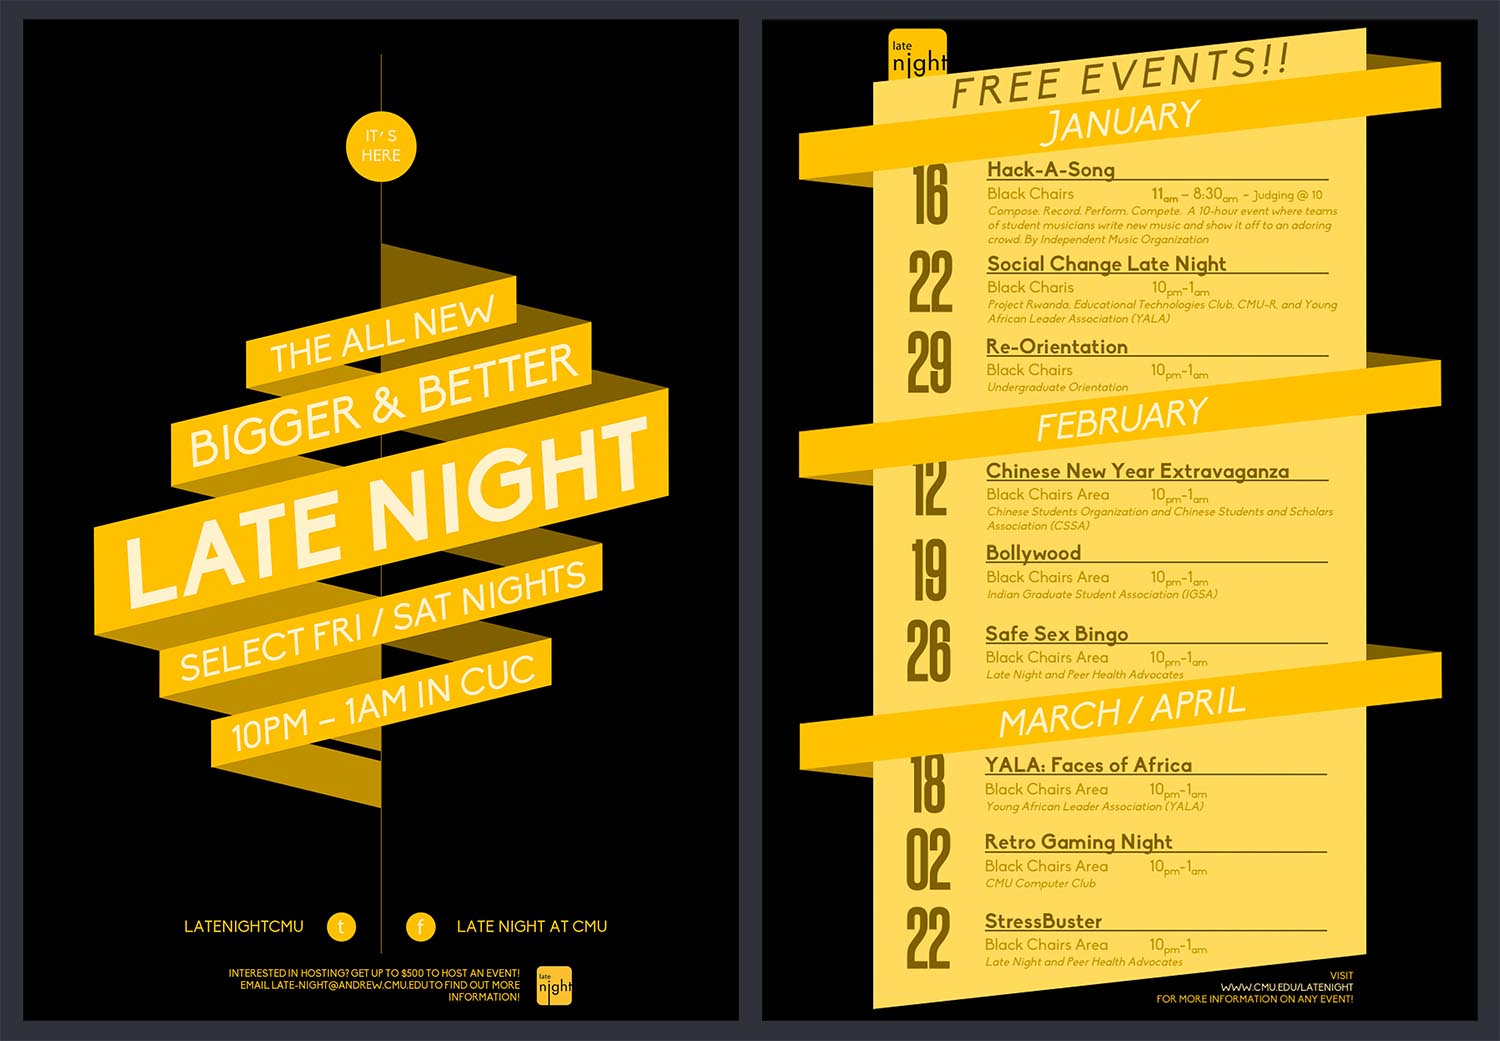 IT'S
HERE
THE ALL NEW
BIGGER & BETTER
LATE NIGHT
SELECT FRI / SAT NIGHTS
10PM – 1AM IN CUC
LATENIGHTCMU t f LATE NIGHT AT CMU
INTERESTED IN HOSTING? GET UP TO $500 TO HOST AN EVENT!
EMAIL LATE-NIGHT@ANDREW.CMU.EDU TO FIND OUT MORE
INFORMATION!
late
night
late
night
FREE EVENTS!!
JANUARY
16 Hack-A-Song
Black Chairs 11am – 8:30am - Judging @ 10
Compose. Record. Perform. Compete. A 10-hour event where teams
of student musicians write new music and show it off to an adoring
crowd. By Independent Music Organization
22 Social Change Late Night
Black Charis 10pm-1am
Project Rwanda, Educational Technologies Club, CMU-R, and Young
African Leader Association (YALA)
29 Re-Orientation
Black Chairs 10pm-1am
Undergraduate Orientation
FEBRUARY
12 Chinese New Year Extravaganza
Black Chairs Area 10pm-1am
Chinese Students Organization and Chinese Students and Scholars
Association (CSSA)
19 Bollywood
Black Chairs Area 10pm-1am
Indian Graduate Student Association (IGSA)
26 Safe Sex Bingo
Black Chairs Area 10pm-1am
Late Night and Peer Health Advocates
MARCH / APRIL
18 YALA: Faces of Africa
Black Chairs Area 10pm-1am
Young African Leader Association (YALA)
02 Retro Gaming Night
Black Chairs Area 10pm-1am
CMU Computer Club
22 StressBuster
Black Chairs Area 10pm-1am
Late Night and Peer Health Advocates
VISIT
WWW.CMU.EDU/LATENIGHT
FOR MORE INFORMATION ON ANY EVENT!